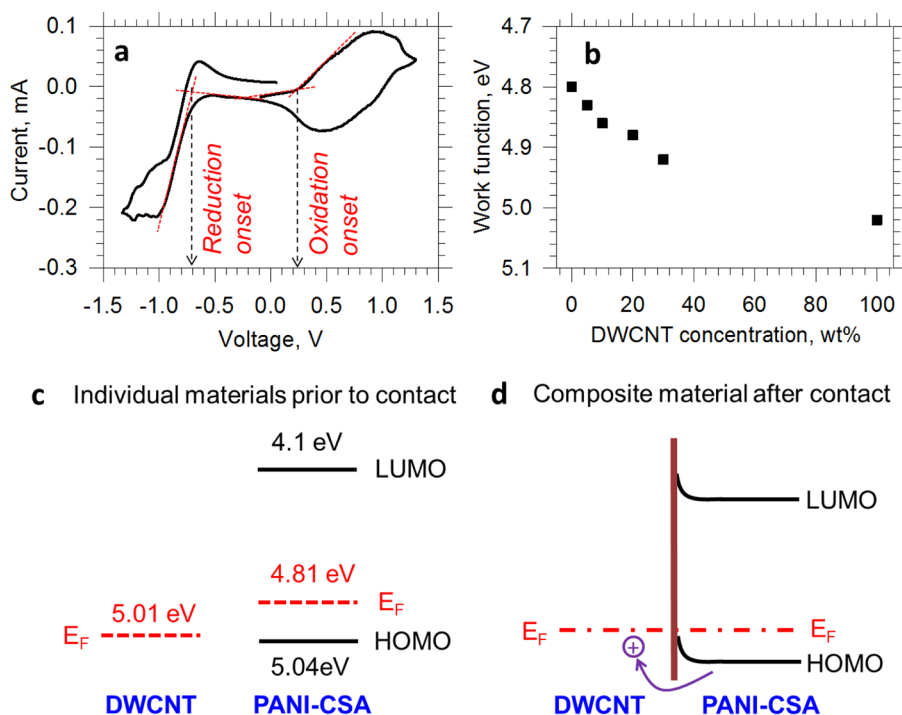 a
0.1
0.0
-0.1
-0.2
-0.3
Current, mA
Reduction
onset
Oxidation
onset
-1.5 -1.0 -0.5 0.0 0.5 1.0 1.5
Voltage, V
b
4.7
4.8
4.9
5.0
5.1
Work function, eV
0 20 40 60 80 100
DWCNT concentration, wt%
c Individual materials prior to contact
4.1 eV
LUMO
4.81 eV
5.01 eV
EF
EF
HOMO
5.04eV
DWCNT PANI-CSA
d Composite material after contact
LUMO
EF
EF
+
HOMO
DWCNT PANI-CSA